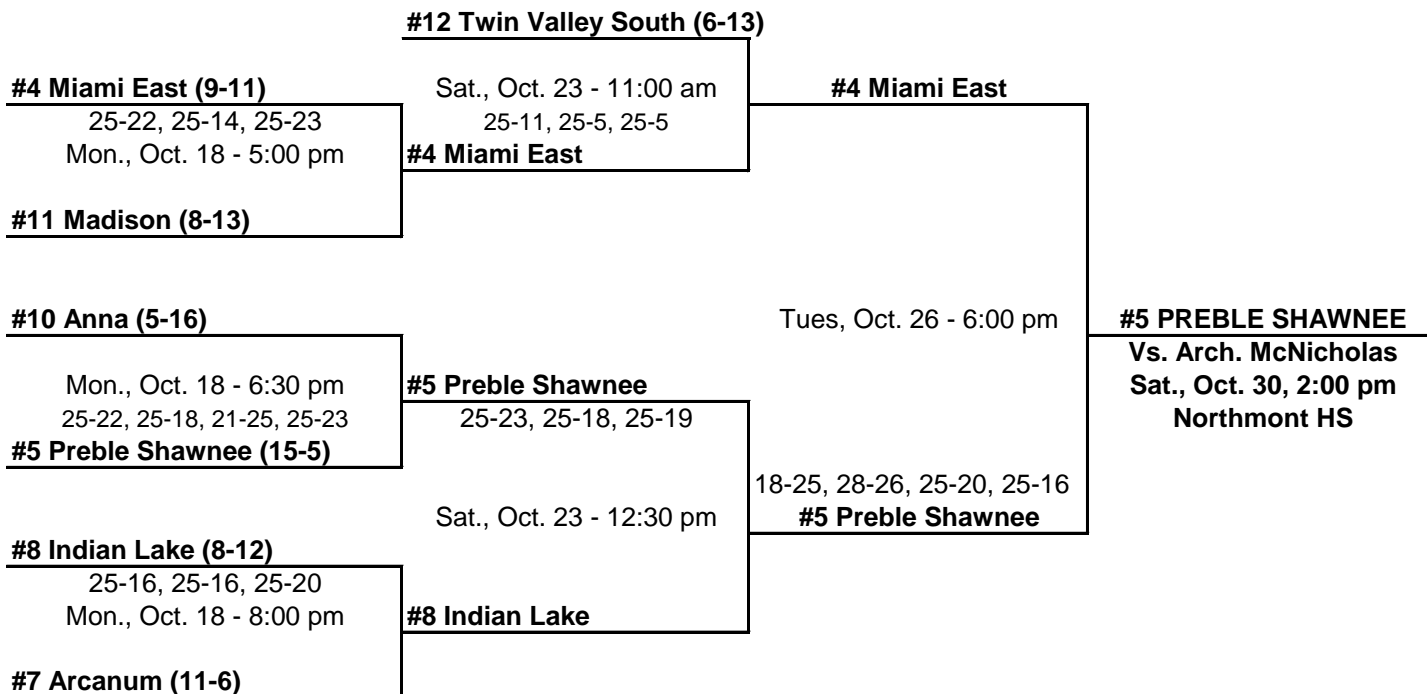 #12 Twin Valley South (6-13)
#4 Miami East (9-11)
Sat., Oct. 23 - 11:00 am
#4 Miami East
25-22, 25-14, 25-23
25-11, 25-5, 25-5
Mon., Oct. 18 - 5:00 pm
#4 Miami East
#11 Madison (8-13)
#10 Anna (5-16)
Tues, Oct. 26 - 6:00 pm
#5 PREBLE SHAWNEE
Vs. Arch. McNicholas
Mon., Oct. 18 - 6:30 pm
#5 Preble Shawnee
Sat., Oct. 30, 2:00 pm
25-22, 25-18, 21-25, 25-23
25-23, 25-18, 25-19
Northmont HS
#5 Preble Shawnee (15-5)
18-25, 28-26, 25-20, 25-16
Sat., Oct. 23 - 12:30 pm
#5 Preble Shawnee
#8 Indian Lake (8-12)
25-16, 25-16, 25-20
Mon., Oct. 18 - 8:00 pm
#8 Indian Lake
#7 Arcanum (11-6)